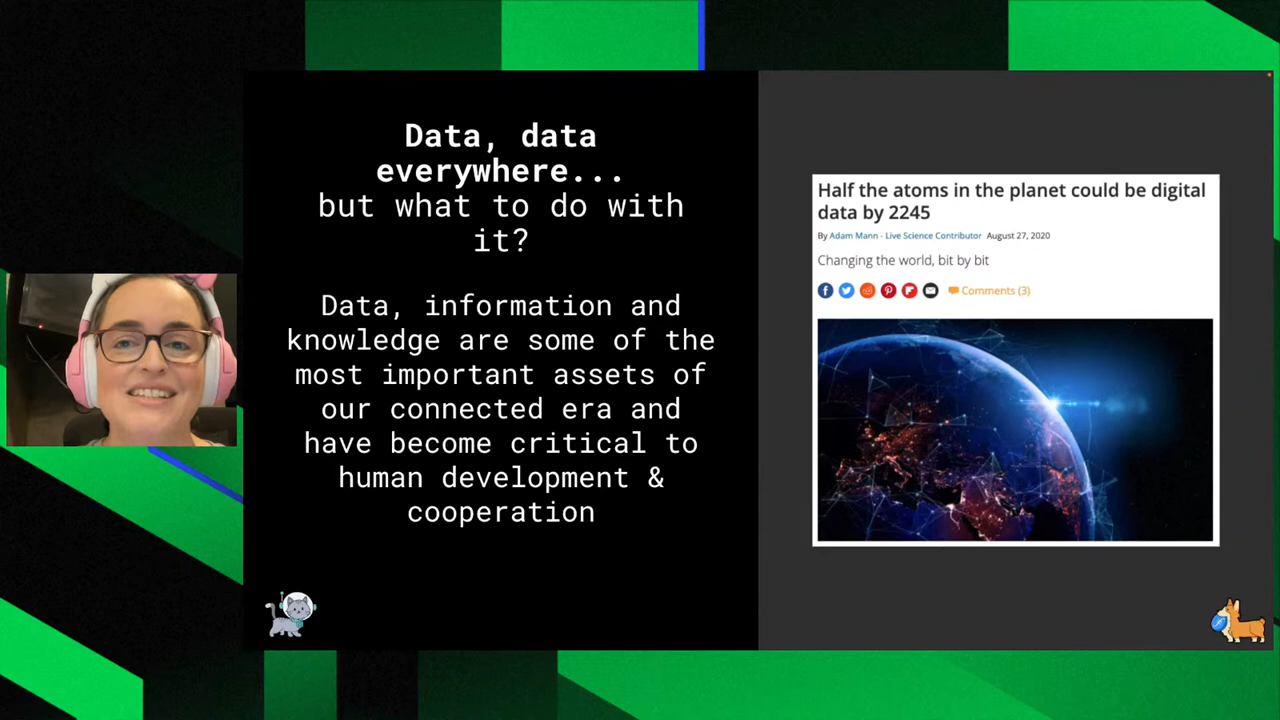 Data, data
everywhere...
but what to do with
it?
Data, information and
knowledge are some of the
most important assets of
our connected era and
have become critical to
human development &
cooperation
Half the atoms in the planet could be digital
data by 2245
By Adam Mann - Live Science Contributor August 27, 2020
Changing the world, bit by bit
Comments (3)